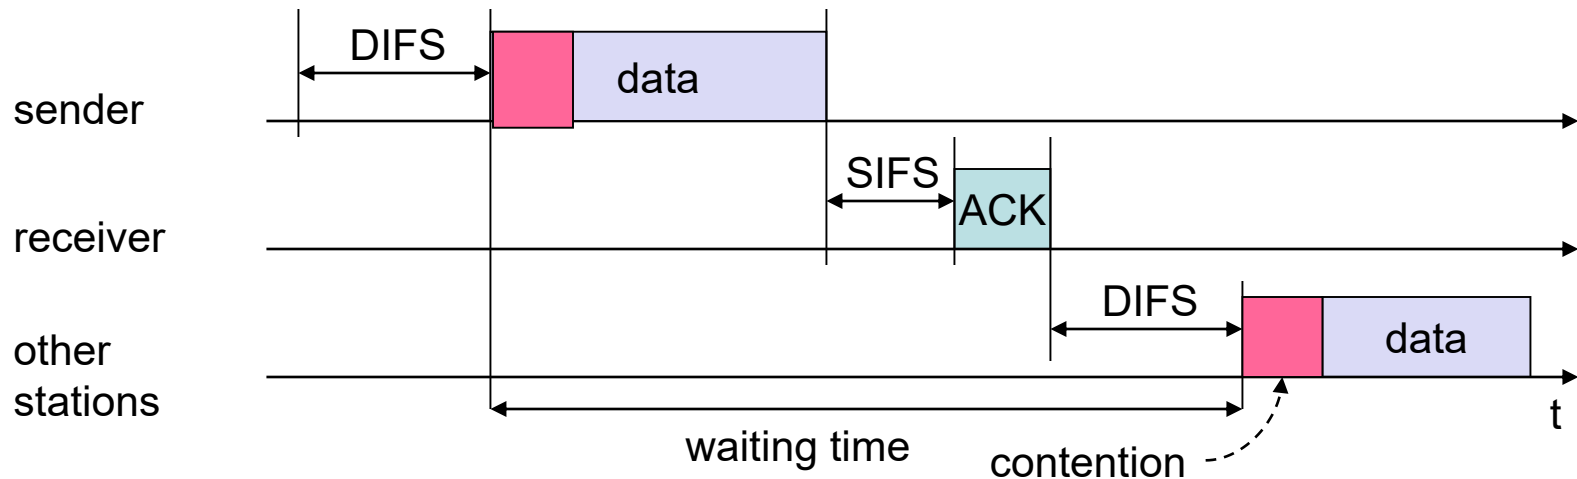 DIFS
data
sender
SIFS
ACK
receiver
DIFS
data
other
stations
t
waiting time
contention